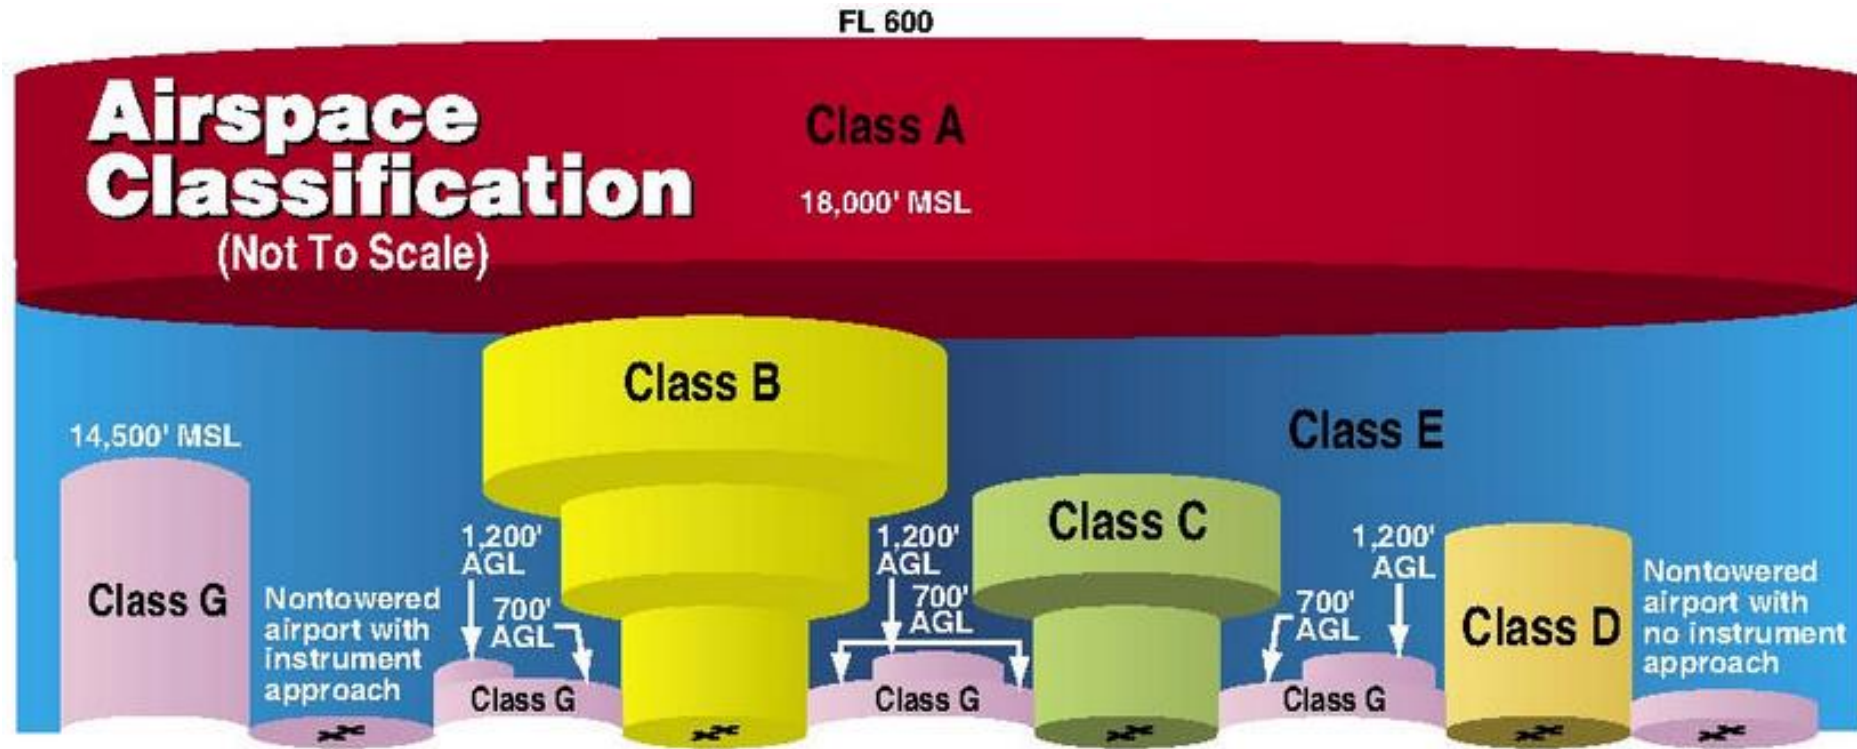 FL 600
Airspace
Classification
(Not To Scale)
Class A
18,000' MSL
Class B
14,500' MSL
Class E
Class G
Nontowered
airport with
instrument
approach
1,200'
AGL
700'
AGL
Class G
1,200'
AGL
700'
AGL
Class G
Class C
700'
AGL
1,200'
AGL
Class G
Class D
Nontowered
airport with
no instrument
approach